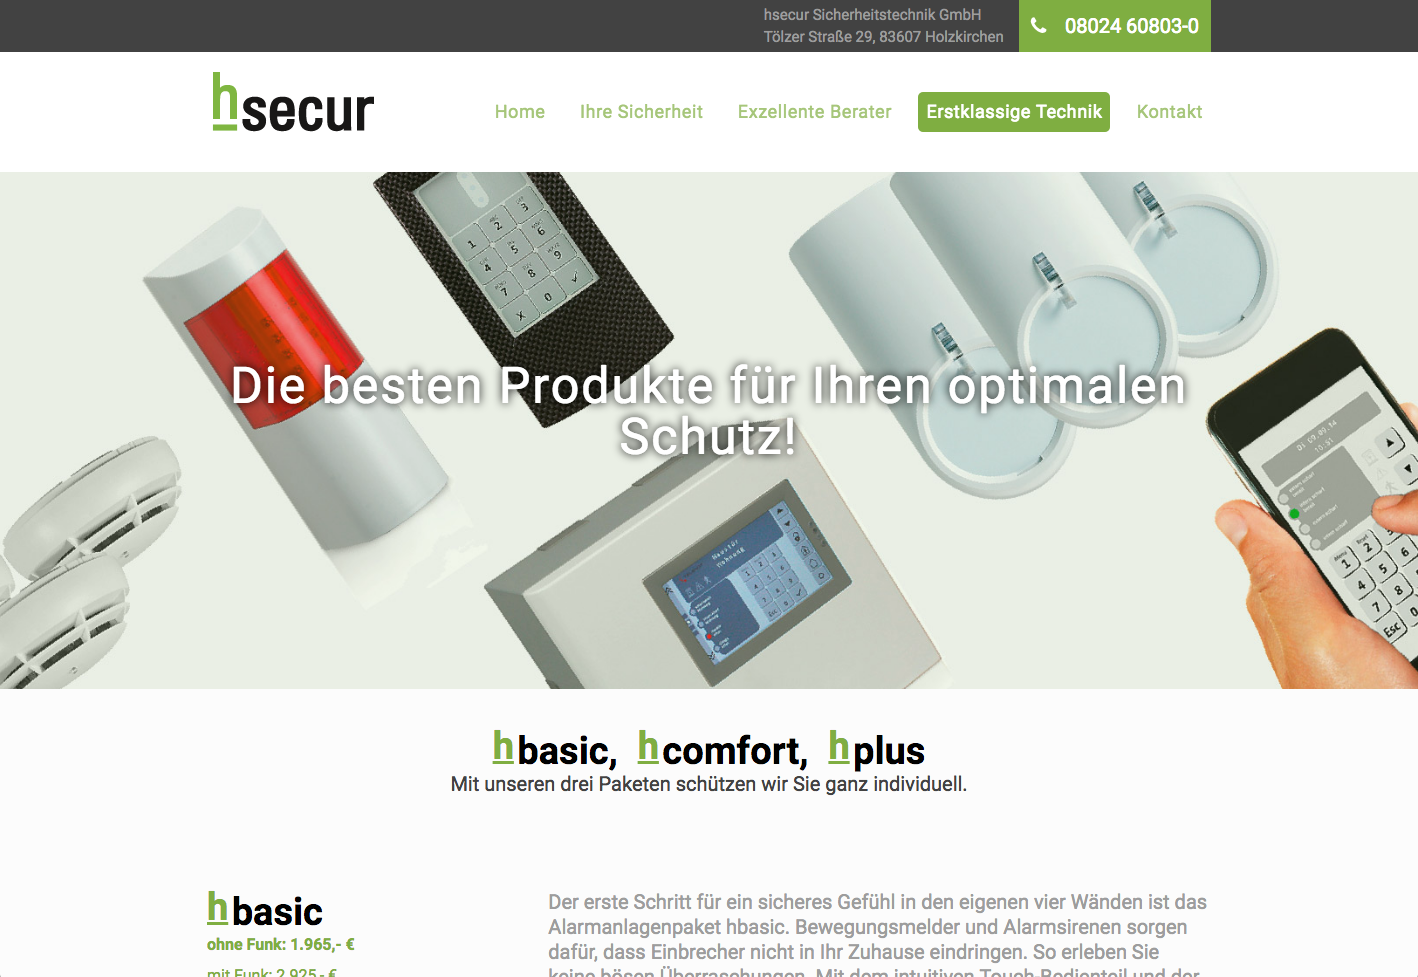 hsecur Sicherheitstechnik GmbH
Tölzer Straße 29, 83607 Holzkirchen
08024 60803-0
hsecur
Home
Ihre Sicherheit
Exzellente Berater
Erstklassige Technik
Kontakt
Die besten Produkte für Ihren optimalen
Schutz!
hbasic, hcomfort, hplus
Mit unseren drei Paketen schützen wir Sie ganz individuell.
hbasic
ohne Funk: 1.965,- €
mit Funk: 2.925,- €
Der erste Schritt für ein sicheres Gefühl in den eigenen vier Wänden ist das
Alarmanlagenpaket hbasic. Bewegungsmelder und Alarmsirenen sorgen
dafür, dass Einbrecher nicht in Ihr Zuhause eindringen. So erleben Sie
keine bösen Überraschungen. Mit dem intuitiven Touch-Bedienteil und der